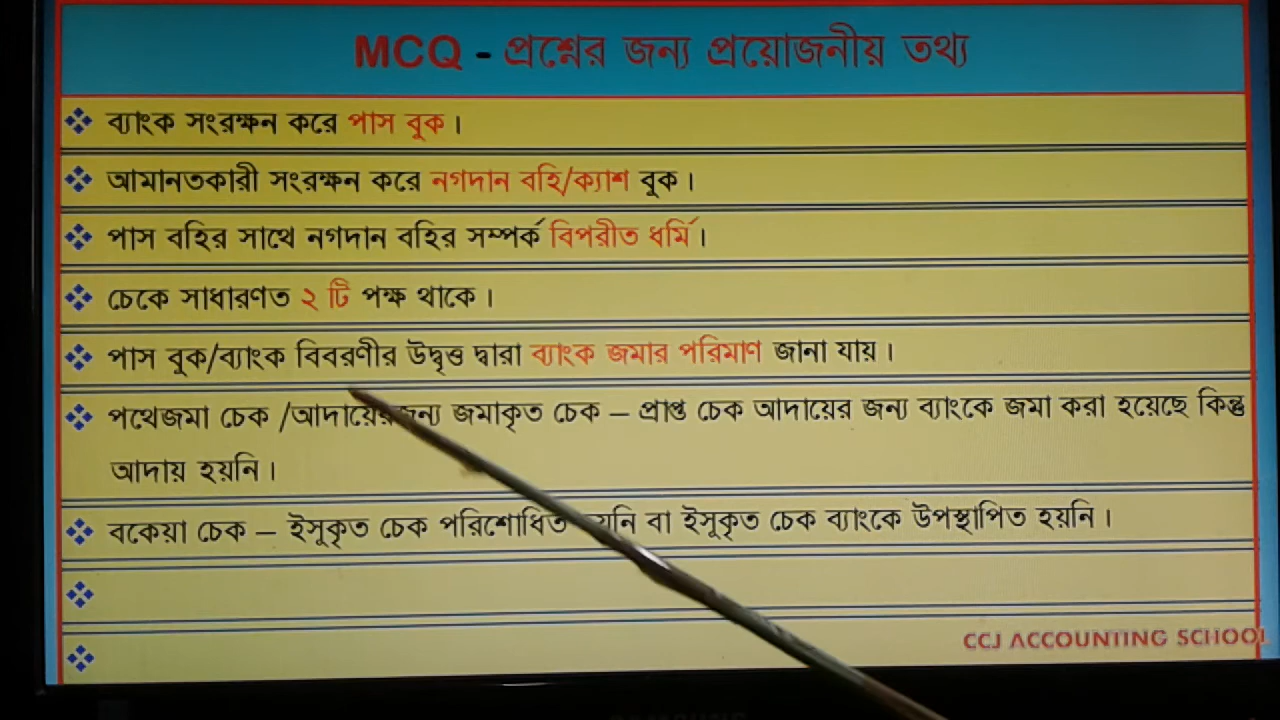 MCQ - প্রশ্নের জন্য প্রয়োজনীয় তথ্য
ব্যাংক সংরক্ষন করে পাস বুক।
আমানতকারী সংরক্ষন করে নগদান বহি/ক্যাশ বুক।
পাস বহির সাথে নগদান বহির সম্পর্ক বিপরীত ধর্মি।
চেকে সাধারণত ২ টি পক্ষ থাকে।
পাস বুক/ব্যাংক বিবরণীর উদ্বৃত্ত দ্বারা ব্যাংক জমার পরিমাণ জানা যায়।
পথেজমা চেক /আদায়ের জন্য জমাকৃত চেক – প্রাপ্ত চেক আদায়ের জন্য ব্যাংকে জমা করা হয়েছে কিন্তু
আদায় হয়নি।
বকেয়া চেক – ইসূকৃত চেক পরিশোধিত হয়নি বা ইসূকৃত চেক ব্যাংকে উপস্থাপিত হয়নি।
CCJ ACCOUNTING SCHOOL